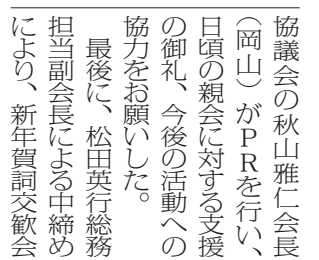 協議会の秋山雅仁会長
（岡山）がＰＲを行い、
日頃の親会に対する支援
の御礼、今後の活動への
協力をお願いした。
　最後に、松田英行総務
担当副会長による中締め
により、新年賀詞交歓会